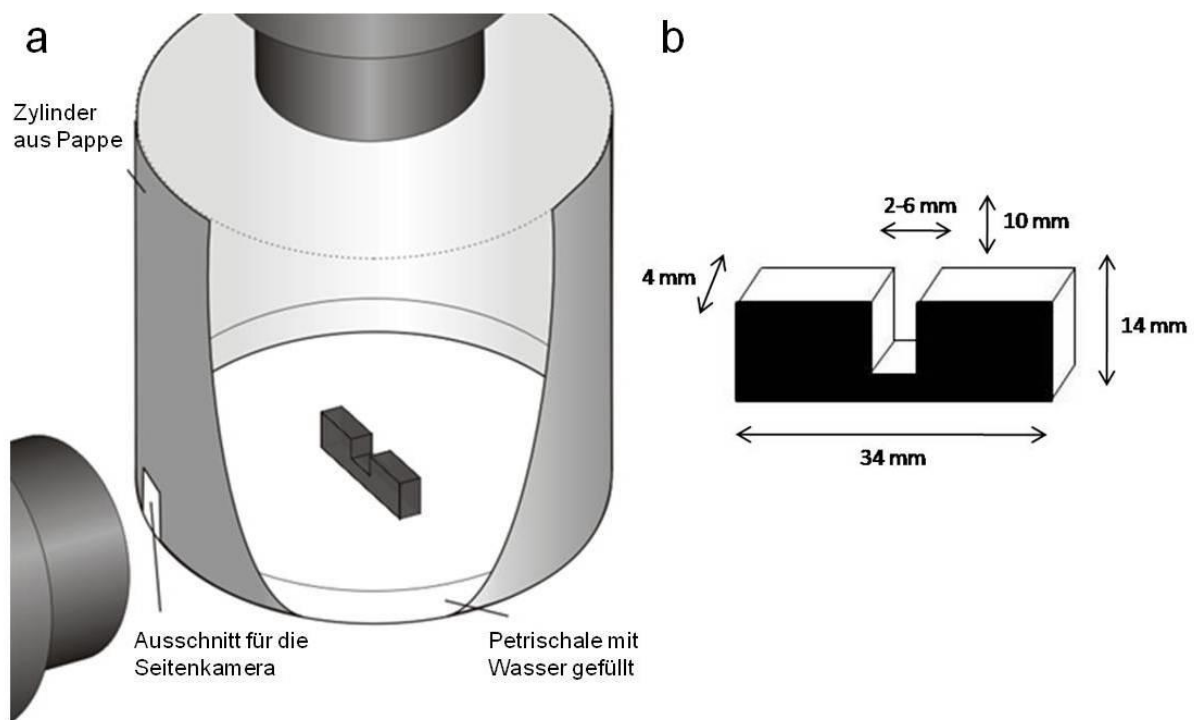 a
Zylinder
aus Pappe
Ausschnitt für die
Seitenkamera
Petrischale mit
Wasser gefüllt
b
2-6 mm
10 mm
4 mm
14 mm
34 mm